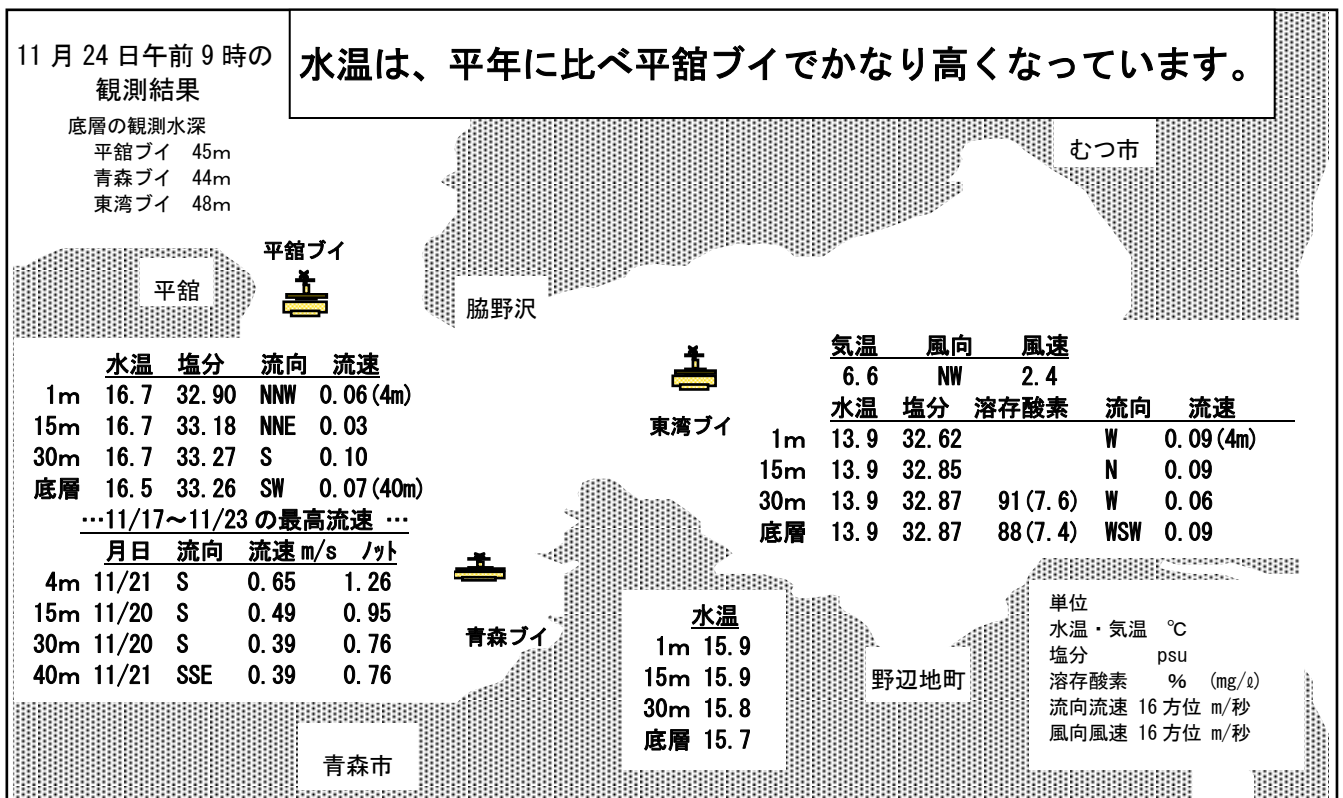 11 月 24 日午前 9 時の
観測結果
水温は、平年に比べ平舘ブイでかなり高くなっています。
底層の観測水深
平舘ブイ 45m
青森ブイ 44m
東湾ブイ 48m
むつ市
平舘ブイ
平舘
脇野沢
水温 塩分 流向 流速
1m 16.7 32.90 NNW 0.06(4m)
15m 16.7 33.18 NNE 0.03
30m 16.7 33.27 S 0.10
底層 16.5 33.26 SW 0.07(40m)
…11/17～11/23 の最高流速 …
月日 流向 流速 m/s ノット
4m 11/21 S 0.65 1.26
15m 11/20 S 0.49 0.95
30m 11/20 S 0.39 0.76
40m 11/21 SSE 0.39 0.76
東湾ブイ
気温 風向 風速
6.6 NW 2.4
水温 塩分 溶存酸素 流向 流速
1m 13.9 32.62 W 0.09(4m)
15m 13.9 32.85 N 0.09
30m 13.9 32.87 91(7.6) W 0.06
底層 13.9 32.87 88(7.4) WSW 0.09
青森ブイ
水温
1m 15.9
15m 15.9
30m 15.8
底層 15.7
野辺地町
単位
水温・気温 ℃
塩分 psu
溶存酸素 % (mg/ℓ)
流向流速 16 方位 m/秒
風向風速 16 方位 m/秒
青森市